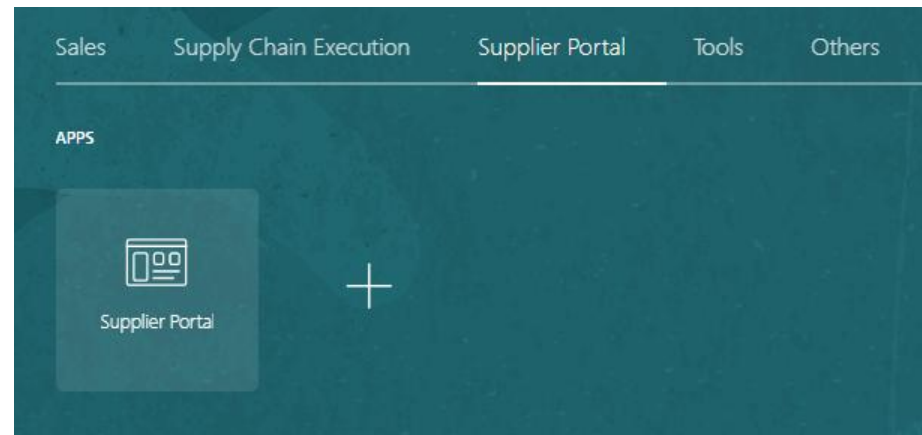 Sales Supply Chain Execution Supplier Portal Tools Others
APPS
Supplier Portal